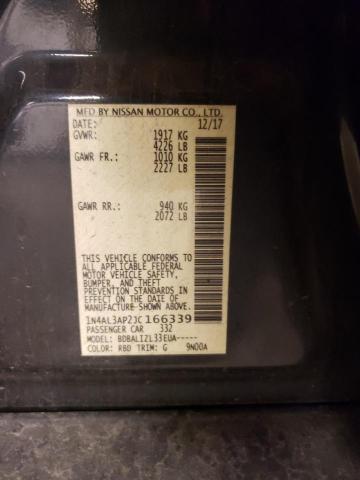 MFD BY NISSAN MOTOR CO., LTD.
DATE: 12/17
GVWR: 1917 KG
4226 LB
GAWR FR.: 1010 KG
2227 LB
GAWR RR.: 940 KG
2072 LB
THIS VEHICLE CONFORMS TO
ALL APPLICABLE FEDERAL
MOTOR VEHICLE SAFETY,
BUMPER, AND THEFT
PREVENTION STANDARDS IN
EFFECT ON THE DATE OF
MANUFACTURE SHOWN ABOVE.
1N4AL3AP2JC166339
PASSENGER CAR 332
MODEL: BDBALIZL33EUA-----
COLOR: RBD TRIM: G 9N00A